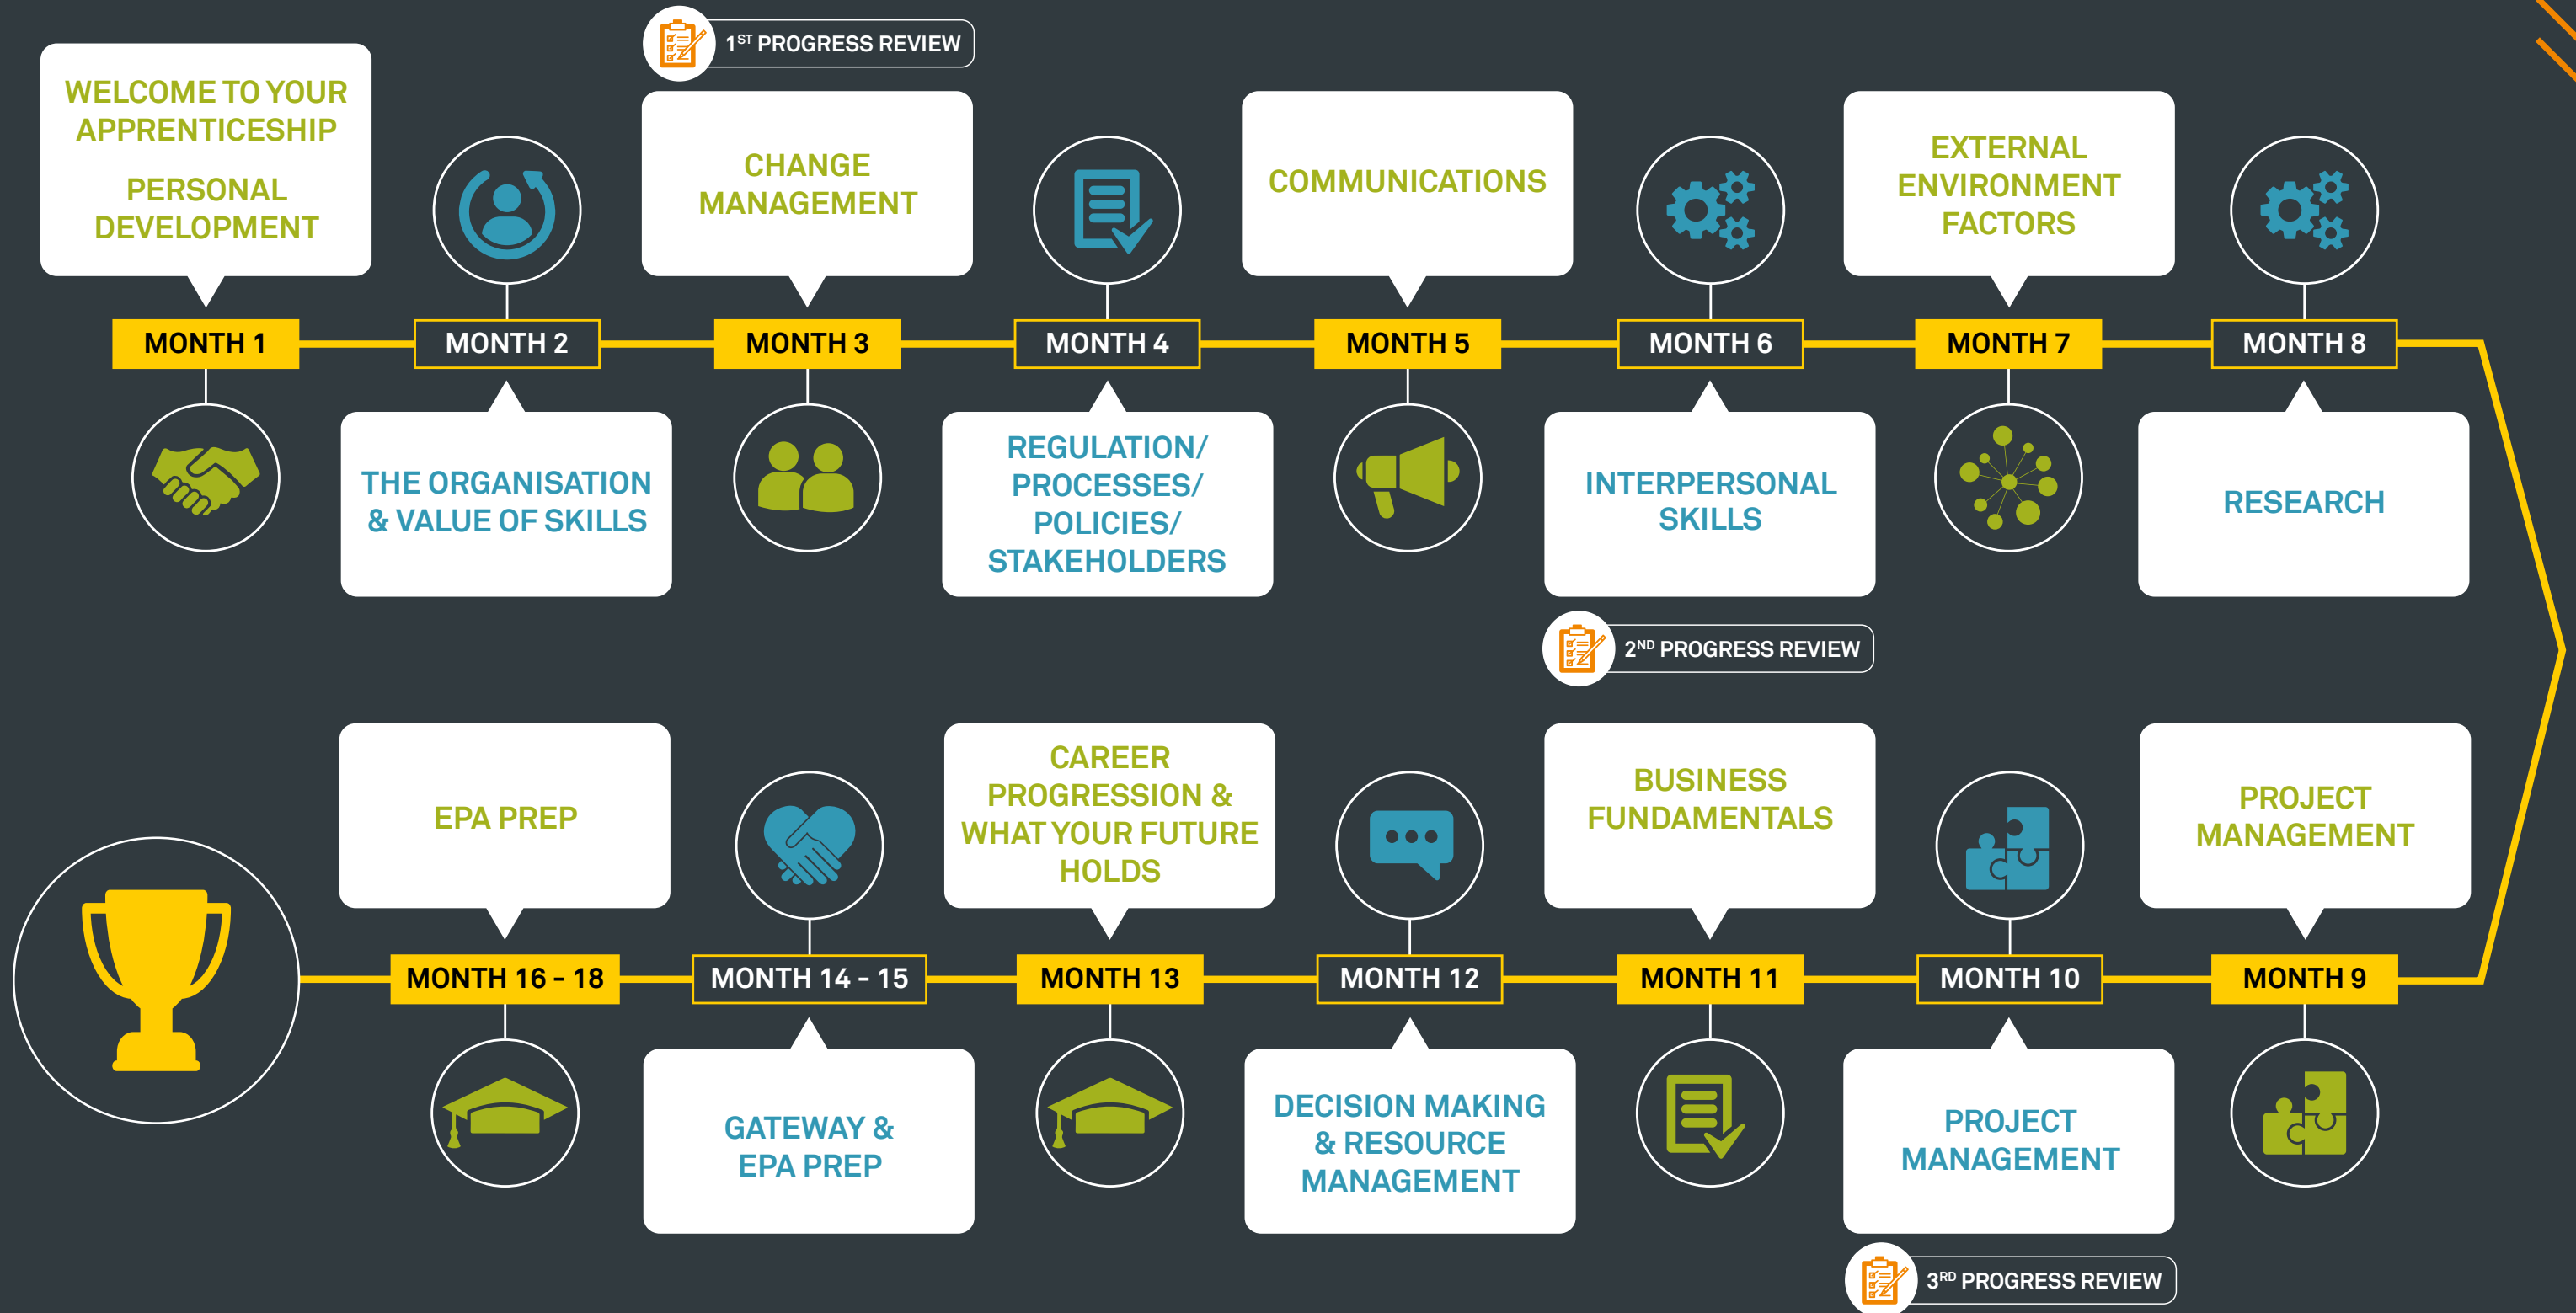 1ST PROGRESS REVIEW
WELCOME TO YOUR
APPRENTICESHIP
PERSONAL
DEVELOPMENT
CHANGE
MANAGEMENT
COMMUNICATIONS
EXTERNAL
ENVIRONMENT
FACTORS
MONTH 1
MONTH 2
MONTH 3
MONTH 4
MONTH 5
MONTH 6
MONTH 7
MONTH 8
THE ORGANISATION
& VALUE OF SKILLS
REGULATION/
PROCESSES/
POLICIES/
STAKEHOLDERS
INTERPERSONAL
SKILLS
RESEARCH
2ND PROGRESS REVIEW
EPA PREP
CAREER
PROGRESSION &
WHAT YOUR FUTURE
HOLDS
BUSINESS
FUNDAMENTALS
PROJECT
MANAGEMENT
MONTH 16 - 18
MONTH 14 - 15
MONTH 13
MONTH 12
MONTH 11
MONTH 10
MONTH 9
GATEWAY &
EPA PREP
DECISION MAKING
& RESOURCE
MANAGEMENT
PROJECT
MANAGEMENT
3RD PROGRESS REVIEW